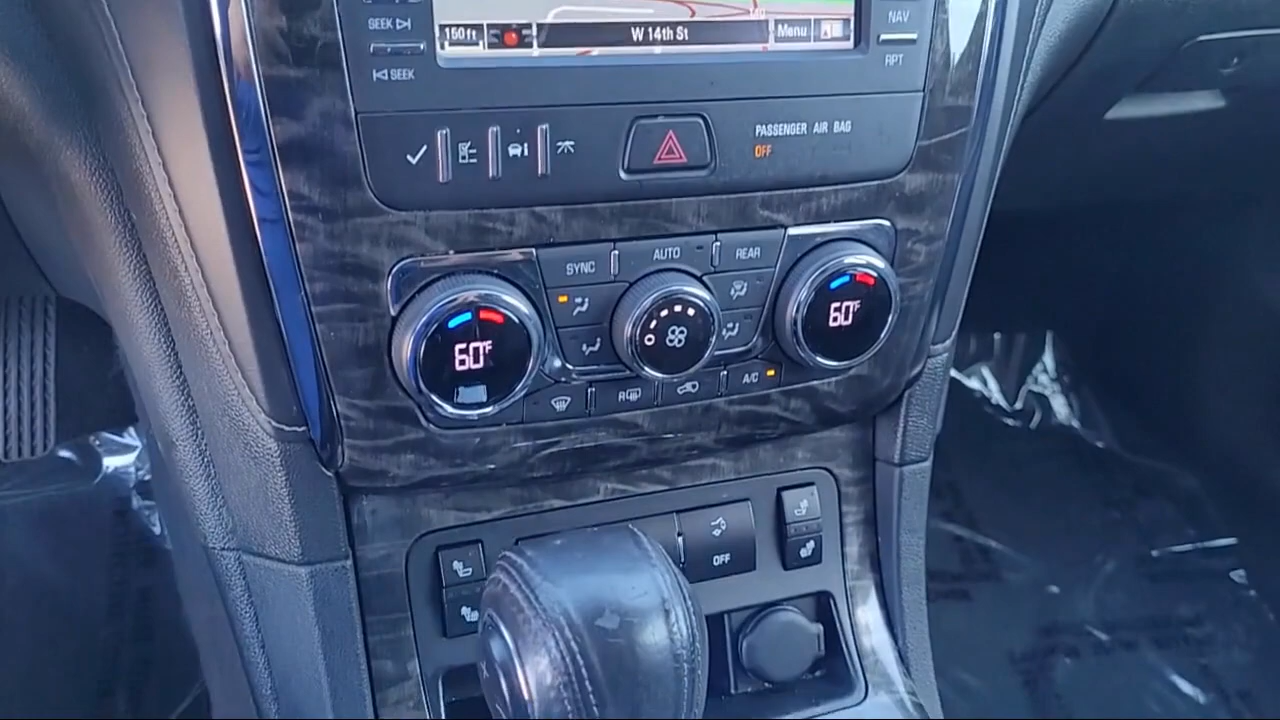 SEEK
SEEK
150 ft
W 14th St
Menu
NAV
RPT
PASSENGER AIR BAG
OFF
SYNC
AUTO
REAR
60°F
60°F
R
A/C
OFF